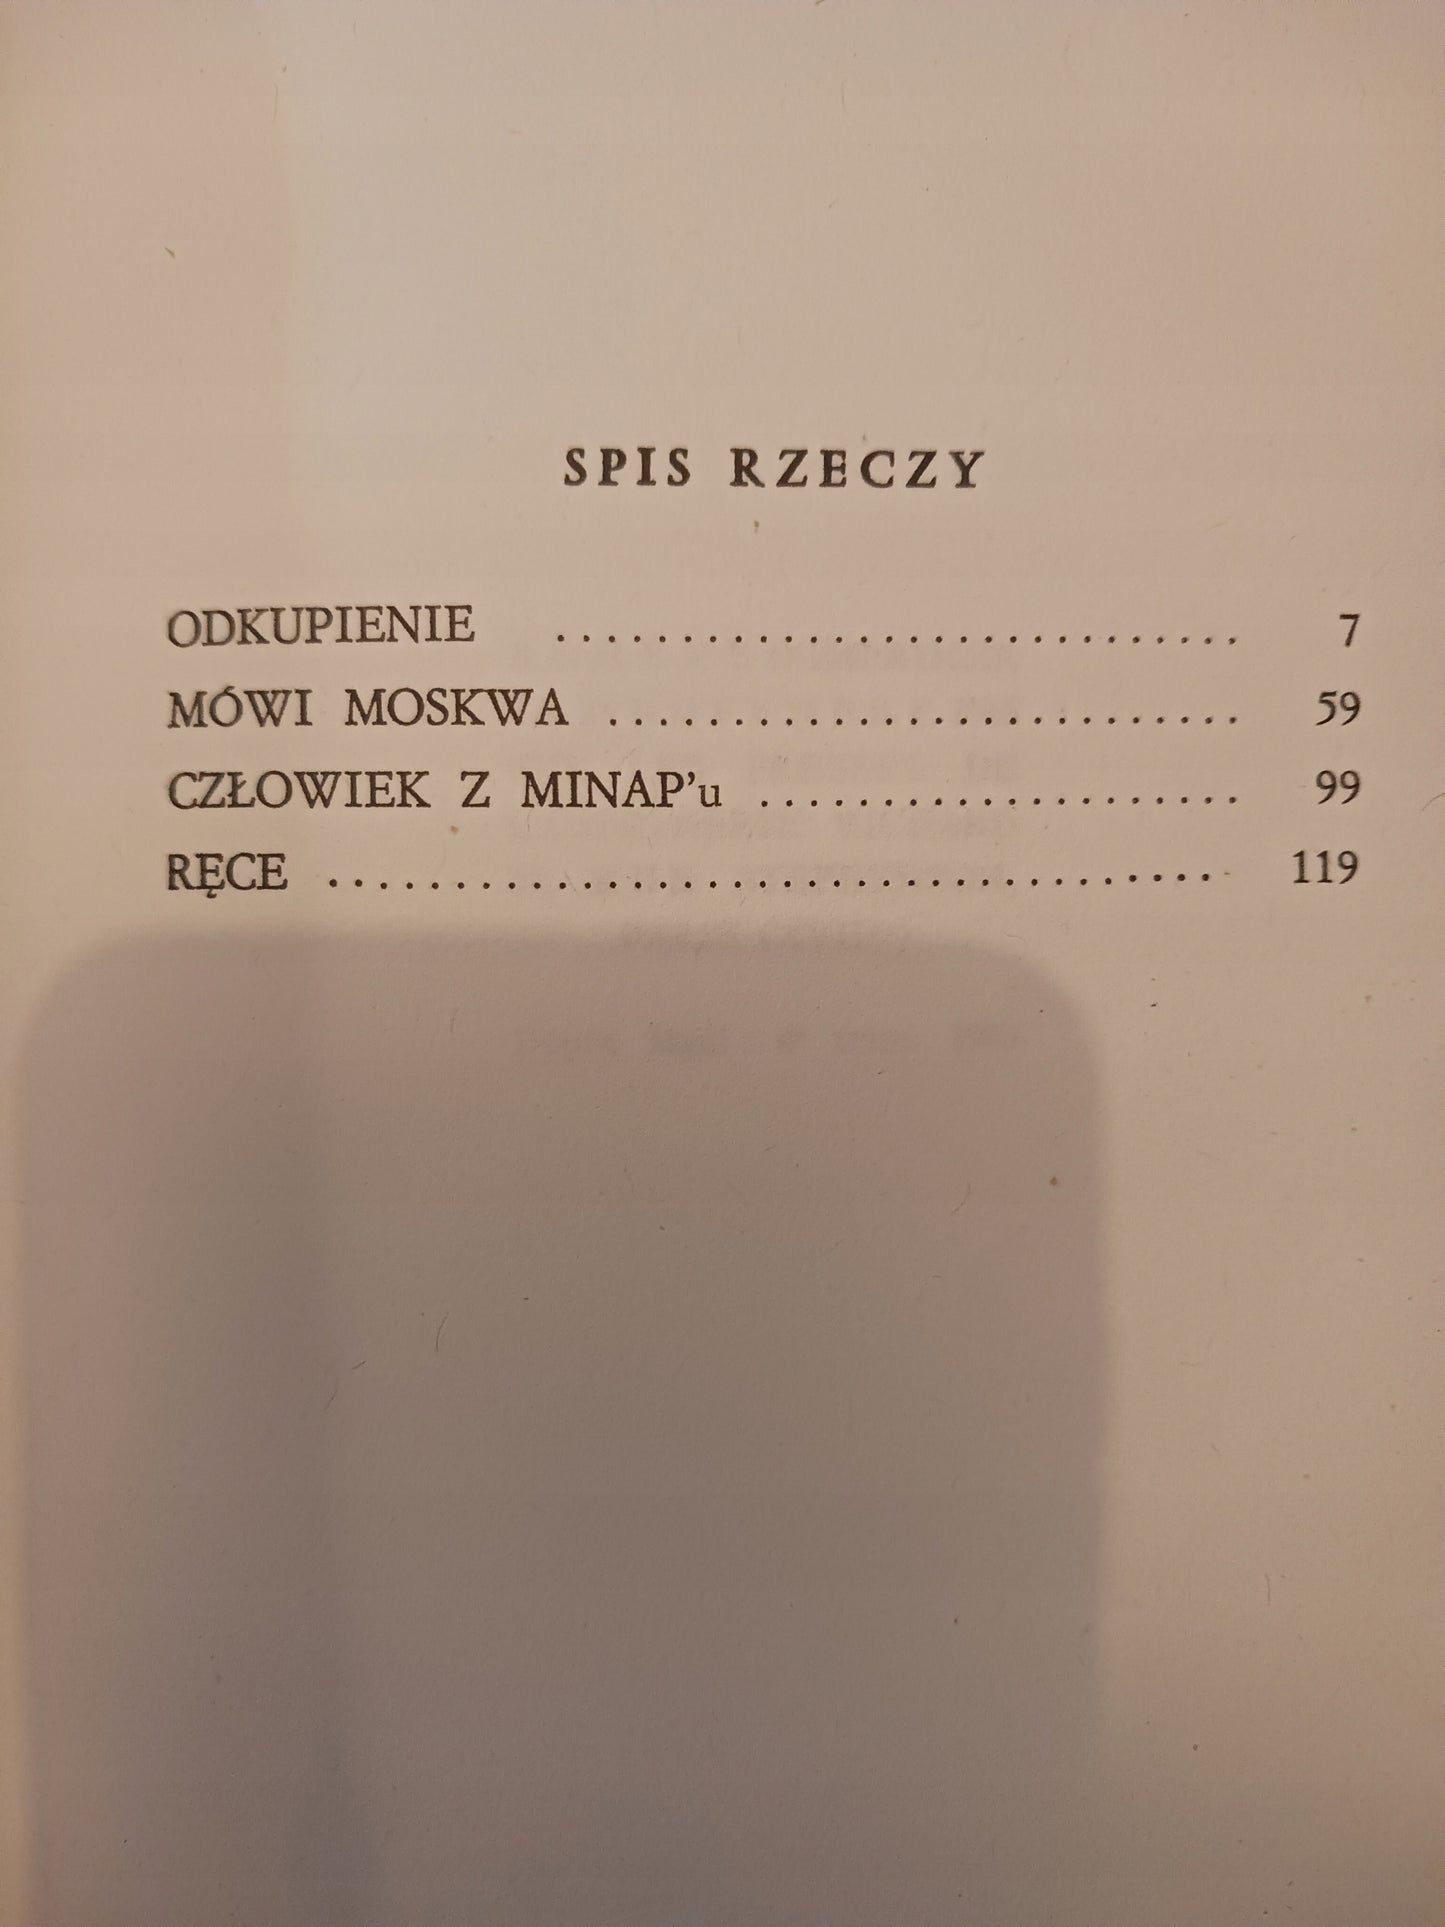 SPIS RZECZY
ODKUPIENIE .............................. 7
MÓWI MOSKWA .......................... 59
CZŁOWIEK Z MINAP'u .................... 99
RĘCE .................................... 119